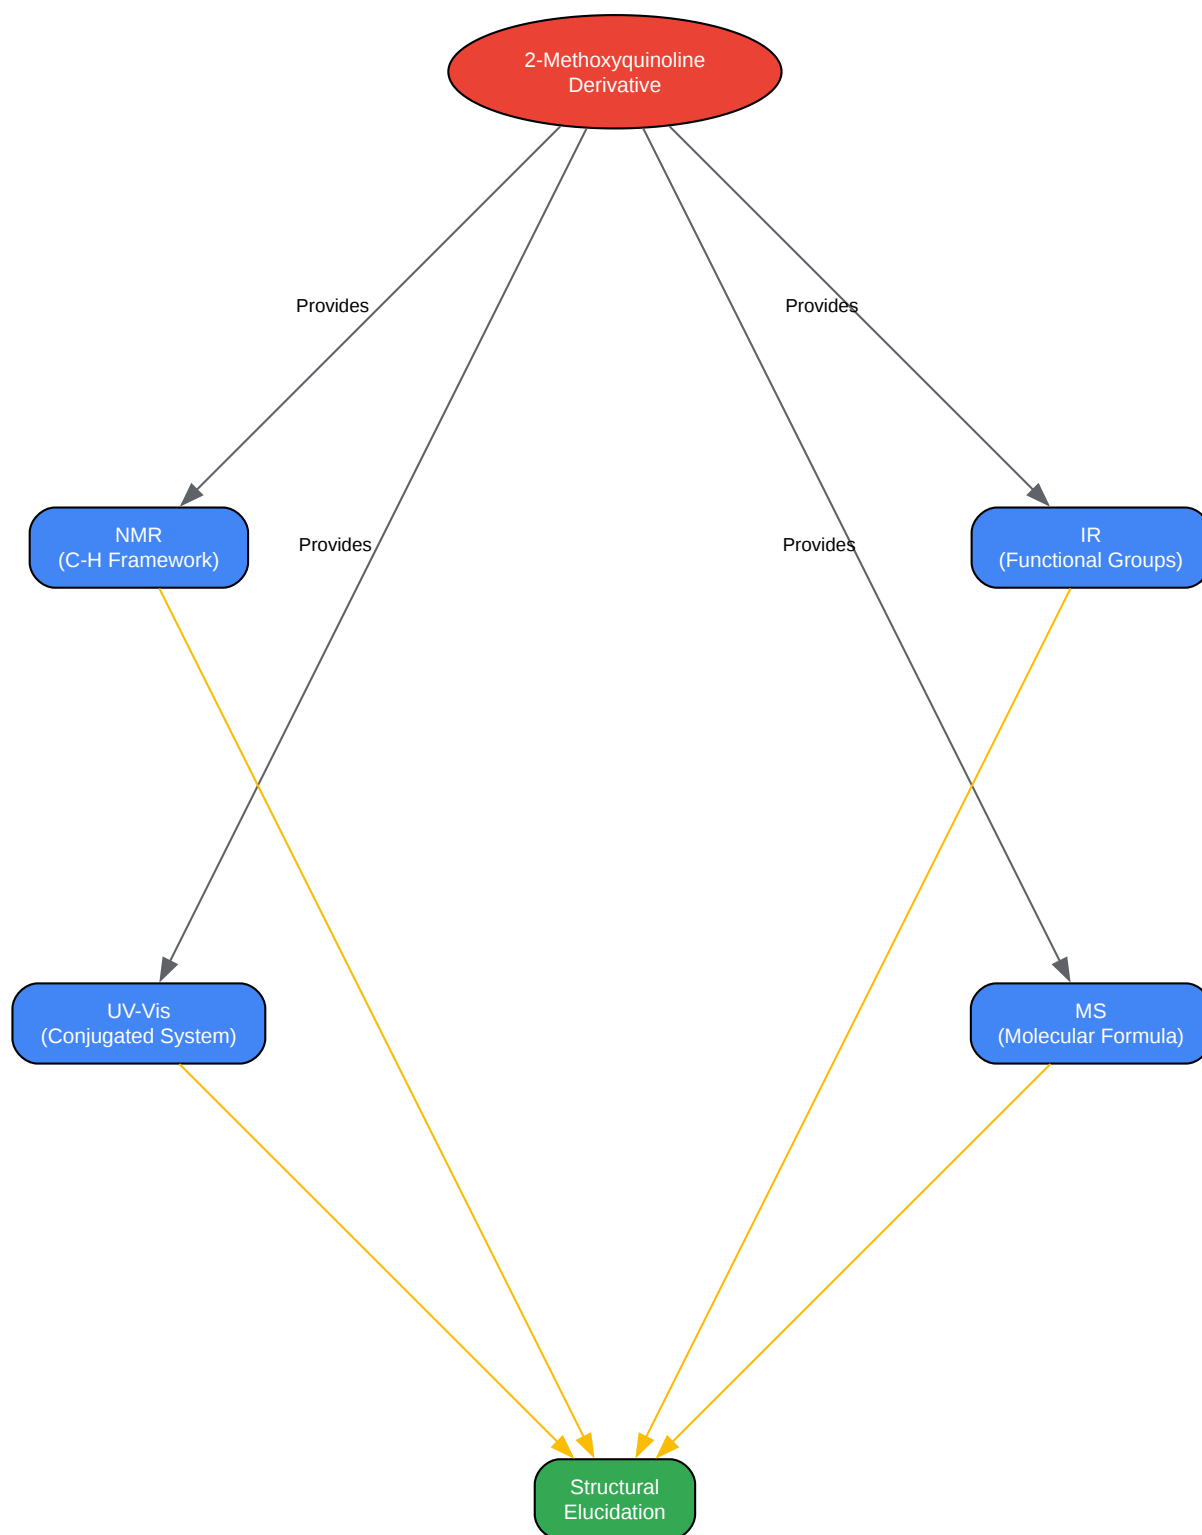 2-Methoxyquinoline
Derivative
Provides
Provides
NMR
(C-H Framework)
IR
(Functional Groups)
Provides
Provides
UV-Vis
(Conjugated System)
MS
(Molecular Formula)
Structural
Elucidation